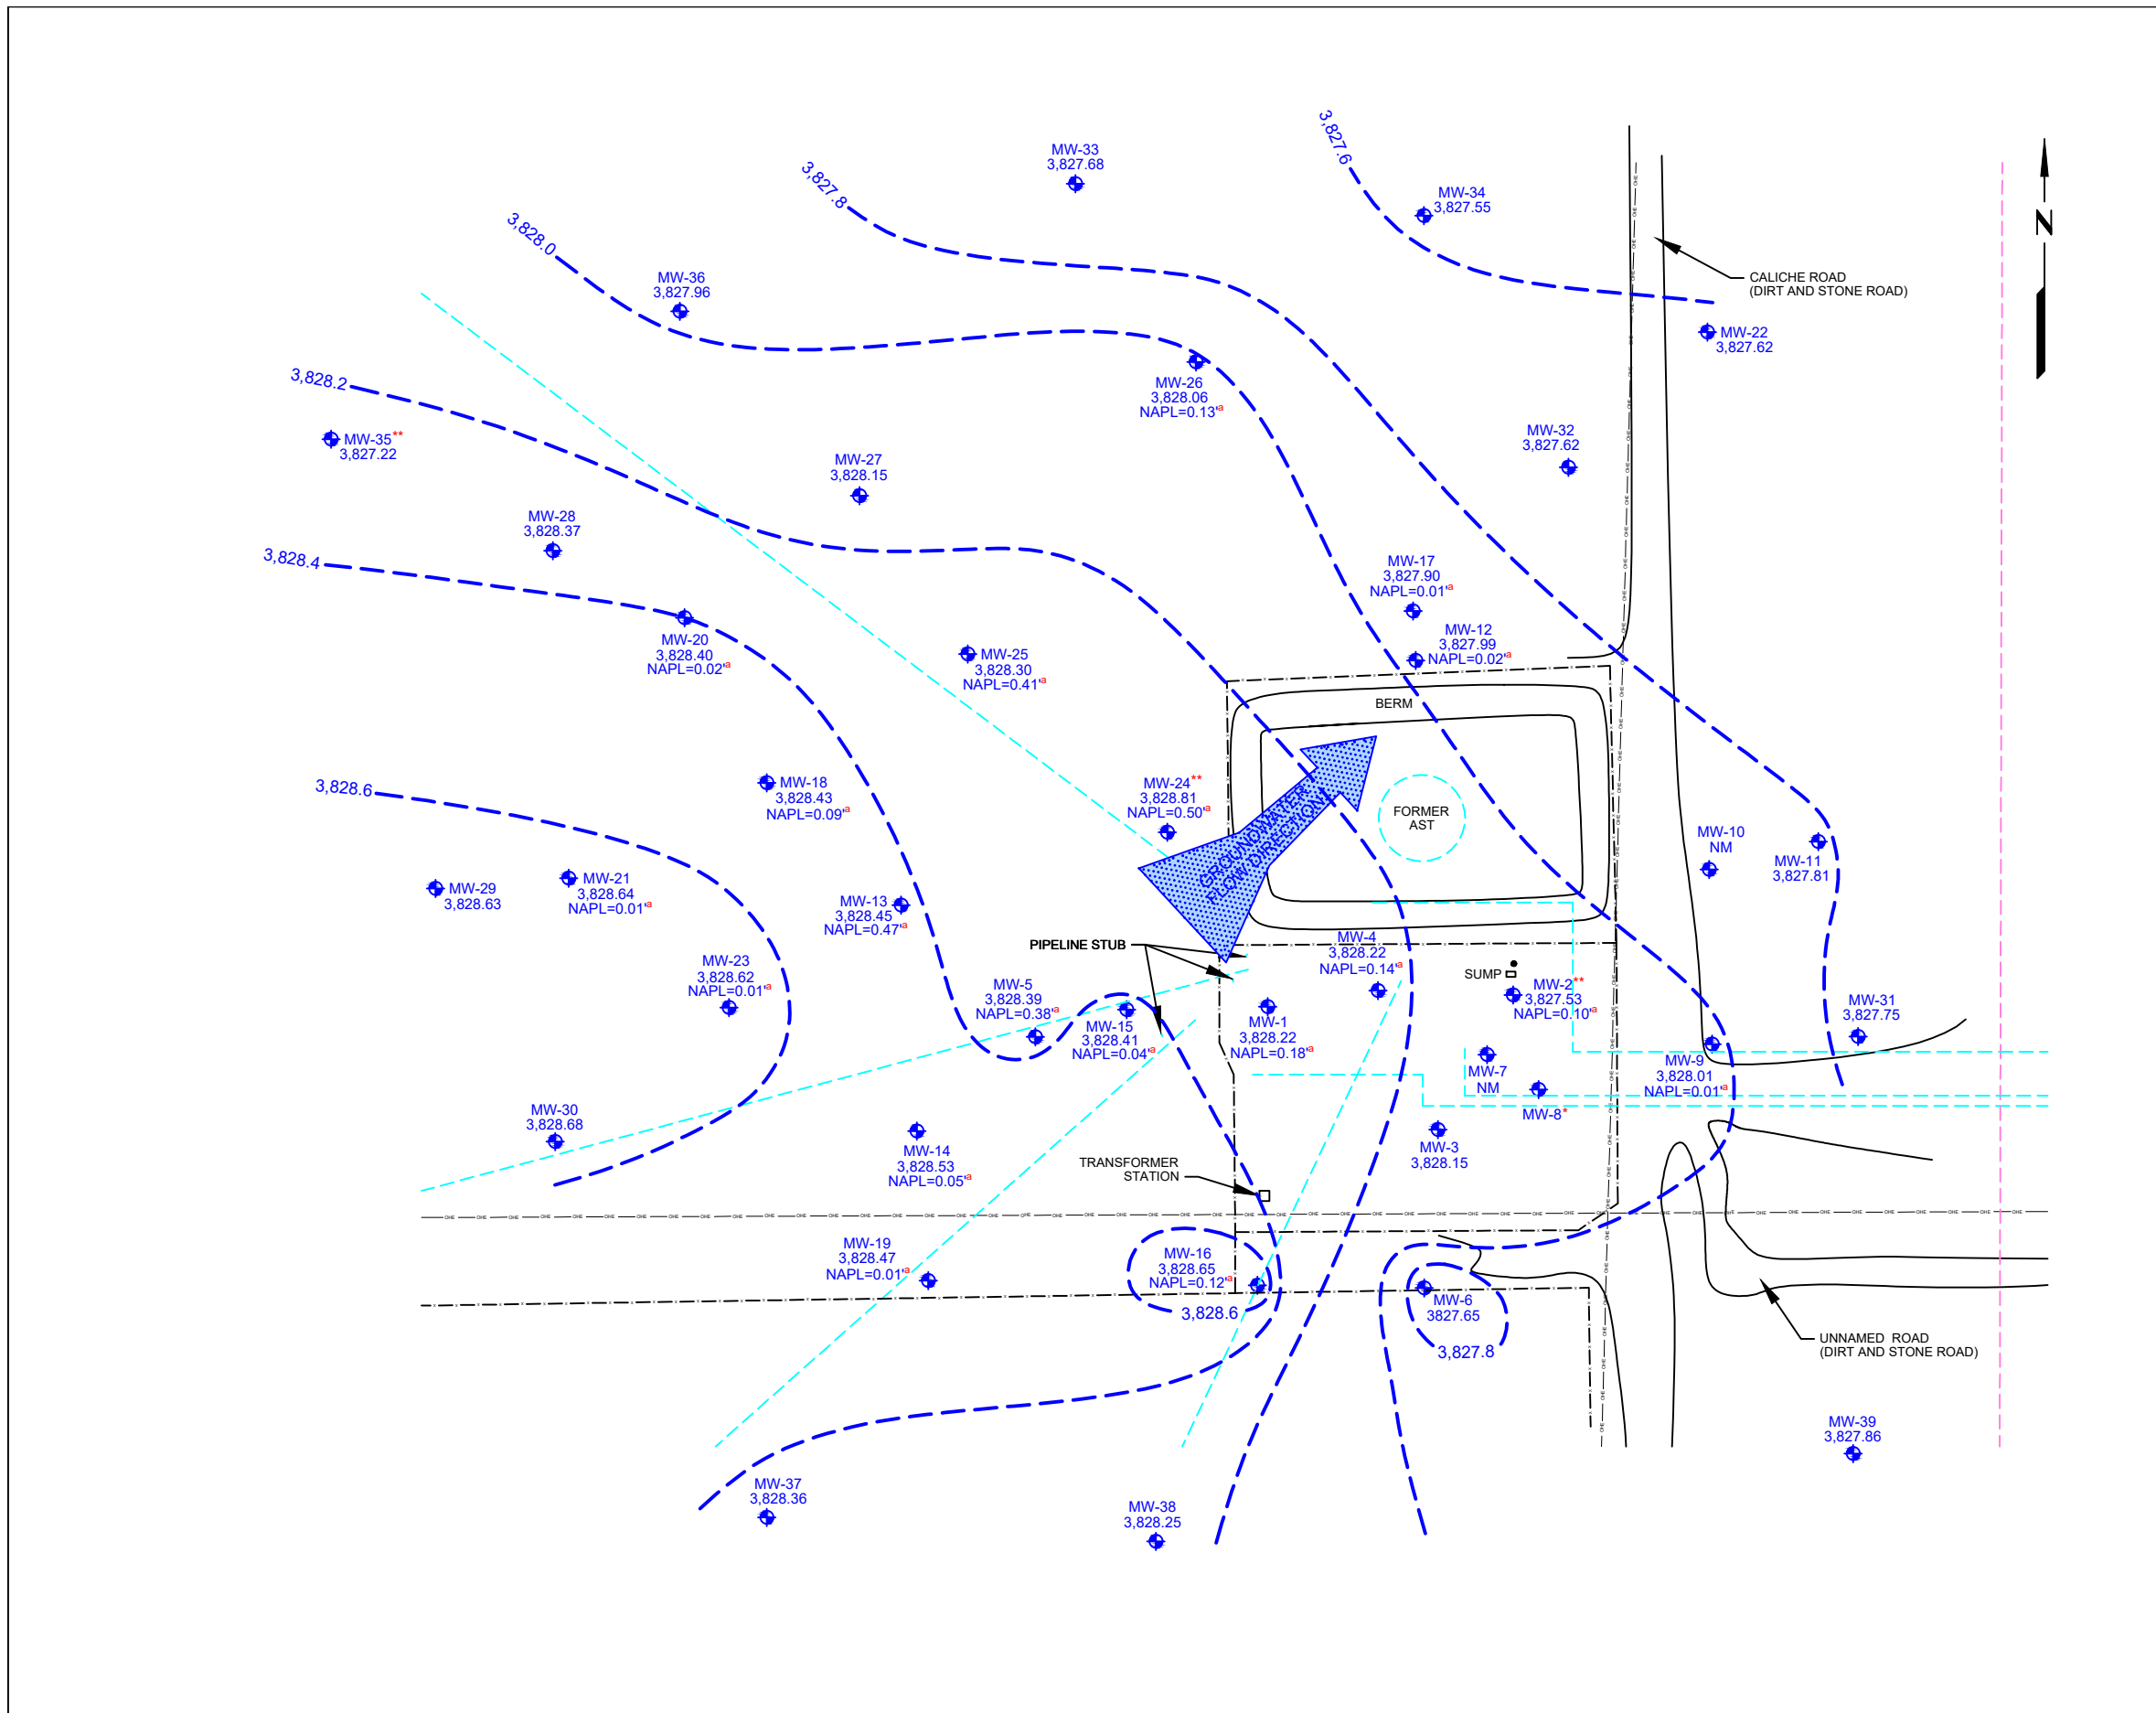 MW-33
3,827.68
3,827.6
3,827.8
MW-34
3,827.55
3,828.0
N
MW-36
3,827.96
CALICHE ROAD
(DIRT AND STONE ROAD)
MW-22
3,827.62
3,828.2
MW-26
3,828.06
NAPL=0.13'a
MW-35**
3,827.22
MW-32
3,827.62
MW-27
3,828.15
MW-28
3,828.37
3,828.4
MW-17
3,827.90
NAPL=0.01'a
MW-12
3,827.99
NAPL=0.02'a
MW-20
3,828.40
NAPL=0.02'a
MW-25
3,828.30
NAPL=0.41'a
BERM
3,828.6
MW-18
3,828.43
NAPL=0.09'a
MW-24**
3,828.81
NAPL=0.50'a
FORMER
AST
GROUNDWATER
FLOW DIRECTION
MW-10
NM
MW-11
3,827.81
MW-29
3,828.63
MW-21
3,828.64
NAPL=0.01'a
MW-13
3,828.45
NAPL=0.47'a
PIPELINE STUB
MW-4
3,828.22
NAPL=0.14'a
SUMP
MW-23
3,828.62
NAPL=0.01'a
MW-5
3,828.39
NAPL=0.38'a
MW-2**
3,827.53
NAPL=0.10'a
MW-31
3,827.75
MW-15
3,828.41
NAPL=0.04'a
MW-1
3,828.22
NAPL=0.18'a
MW-7
NM
MW-9
3,828.01
NAPL=0.01'a
MW-8*
MW-30
3,828.68
MW-14
3,828.53
NAPL=0.05'a
TRANSFORMER
STATION
MW-3
3,828.15
MW-19
3,828.47
NAPL=0.01'a
MW-16
3,828.65
NAPL=0.12'a
3,828.6
MW-6
3827.65
3,827.8
UNNAMED ROAD
(DIRT AND STONE ROAD)
MW-39
3,827.86
MW-37
3,828.36
MW-38
3,828.25